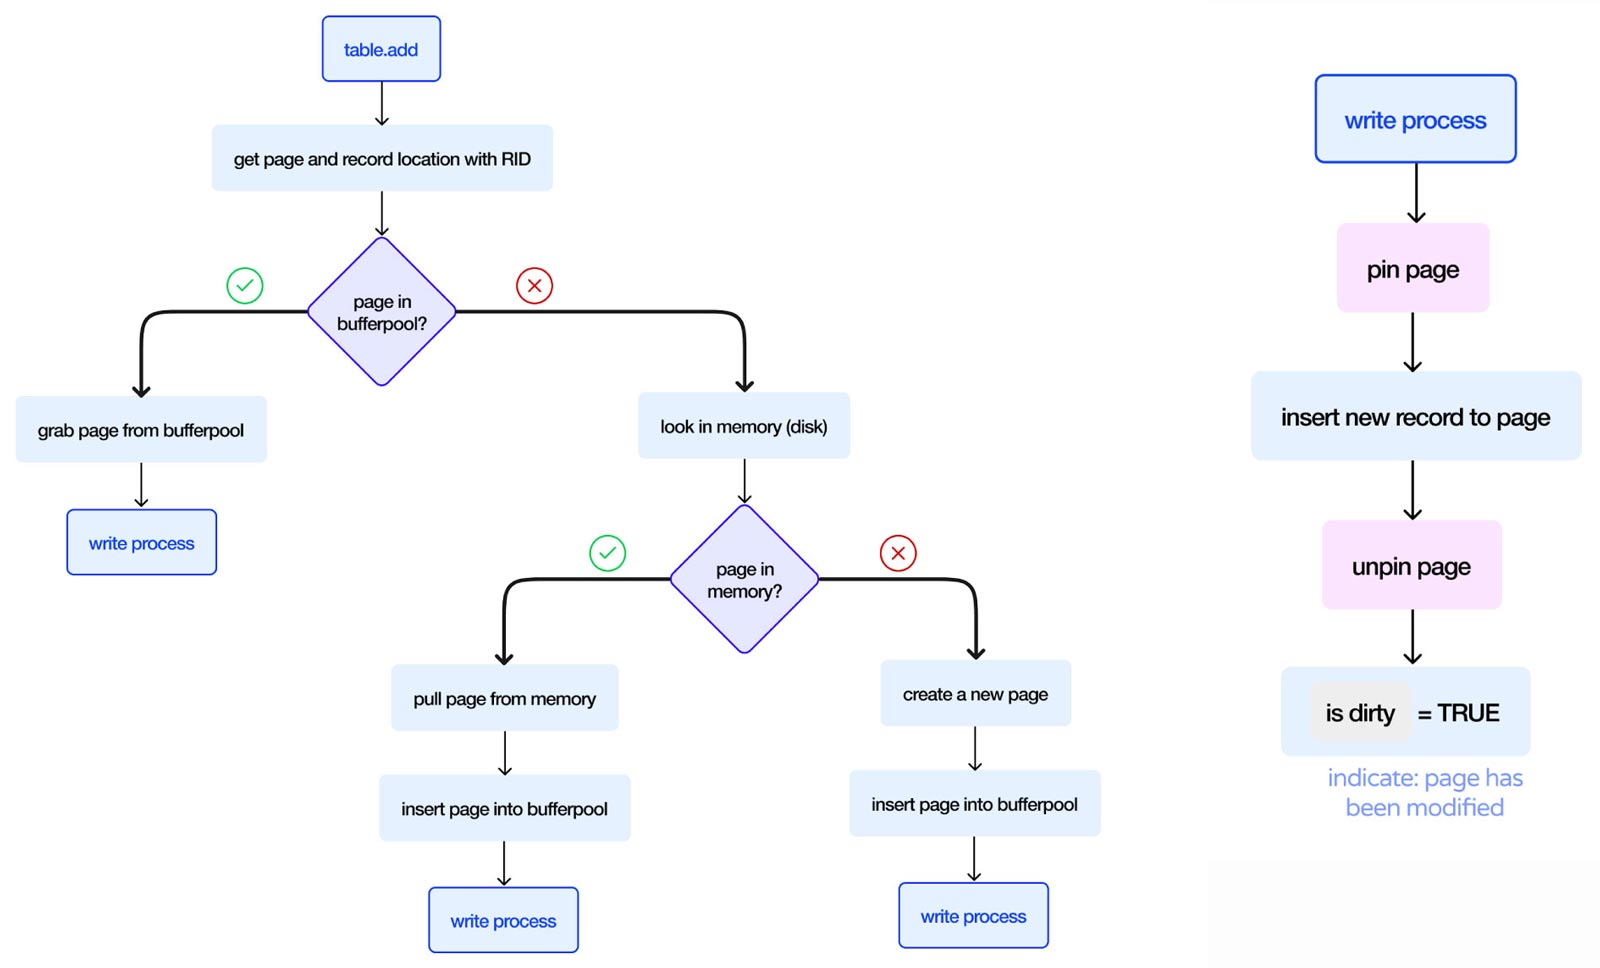 table.add
get page and record location with RID
page in
bufferpool?
grab page from bufferpool
write process
look in memory (disk)
page in
memory?
pull page from memory
insert page into bufferpool
write process
create a new page
insert page into bufferpool
write process
write process
pin page
insert new record to page
unpin page
is dirty = TRUE
indicate: page has
been modified